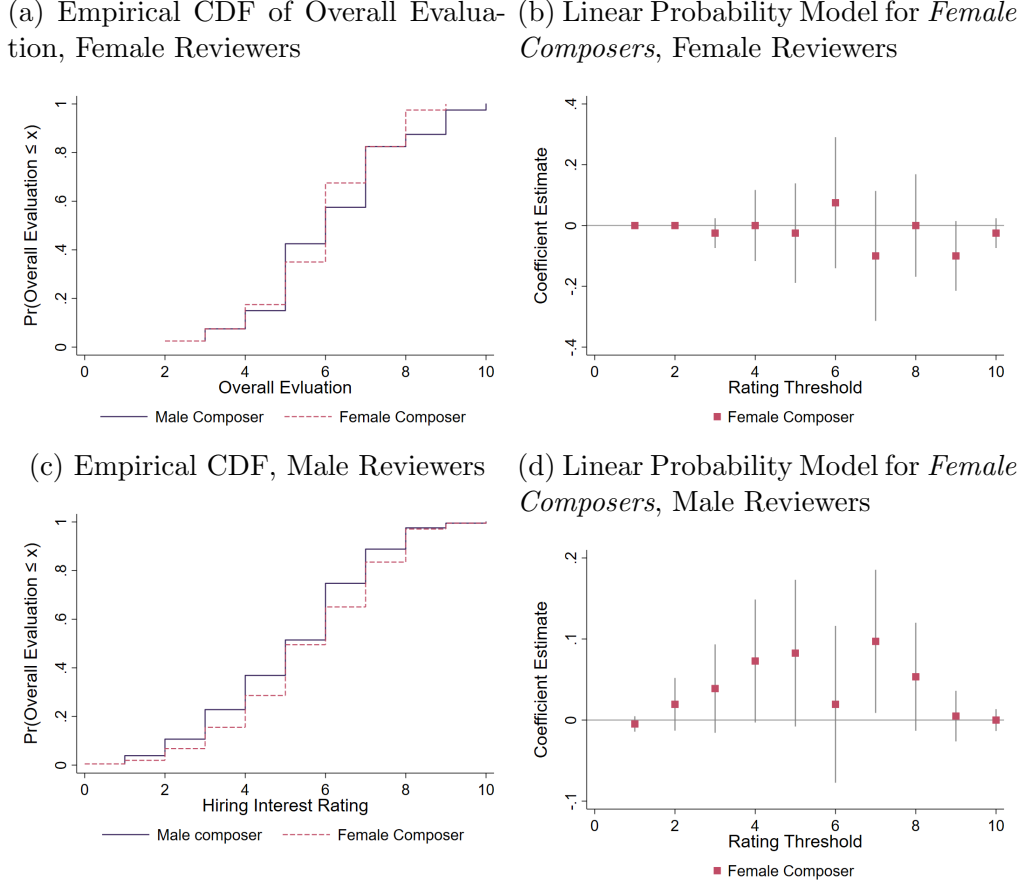 (a) Empirical CDF of Overall Evalua-
tion, Female Reviewers
Pr(Overall Evaluation ≤ x)
1
.8
.6
.4
.2
0
0 2 4 6 8 10
Overall Evluation
Male Composer Female Composer
(b) Linear Probability Model for Female
Composers, Female Reviewers
Coefficient Estimate
.4
.2
0
-.2
-.4
0 2 4 6 8 10
Rating Threshold
Female Composer
(c) Empirical CDF, Male Reviewers
Pr(Overall Evaluation ≤ x)
1
.8
.6
.4
.2
0
0 2 4 6 8 10
Hiring Interest Rating
Male composer Female Composer
(d) Linear Probability Model for Female
Composers, Male Reviewers
Coefficient Estimate
.2
.1
0
-.1
0 2 4 6 8 10
Rating Threshold
Female Composer